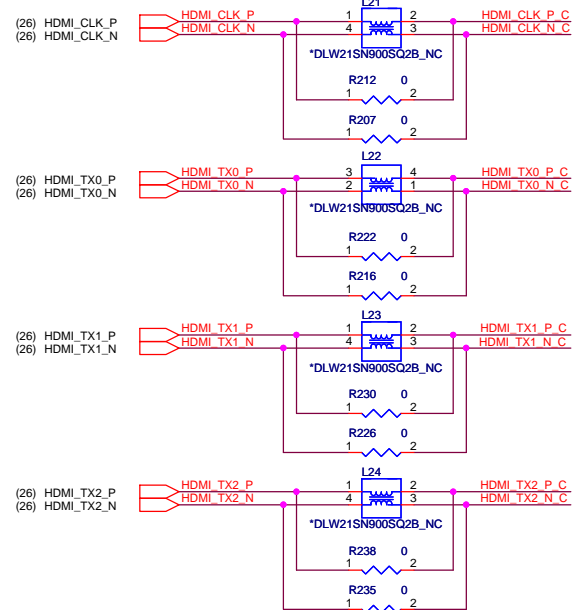 L21
HDMI_CLK_P 1 2 HDMI_CLK_P_C
(26) HDMI_CLK_P
HDMI_CLK_N 4 3 HDMI_CLK_N_C
(26) HDMI_CLK_N
*DLW21SN900SQ2B_NC
R212 0
1 2
R207 0
1 2
L22
HDMI_TX0_P 3 4 HDMI_TX0_P_C
(26) HDMI_TX0_P
HDMI_TX0_N 2 1 HDMI_TX0_N_C
(26) HDMI_TX0_N
*DLW21SN900SQ2B_NC
R222 0
1 2
R216 0
1 2
L23
HDMI_TX1_P 1 2 HDMI_TX1_P_C
(26) HDMI_TX1_P
HDMI_TX1_N 4 3 HDMI_TX1_N_C
(26) HDMI_TX1_N
*DLW21SN900SQ2B_NC
R230 0
1 2
R226 0
1 2
L24
HDMI_TX2_P 1 2 HDMI_TX2_P_C
(26) HDMI_TX2_P
HDMI_TX2_N 4 3 HDMI_TX2_N_C
(26) HDMI_TX2_N
*DLW21SN900SQ2B_NC
R238 0
1 2
R235 0
1 2